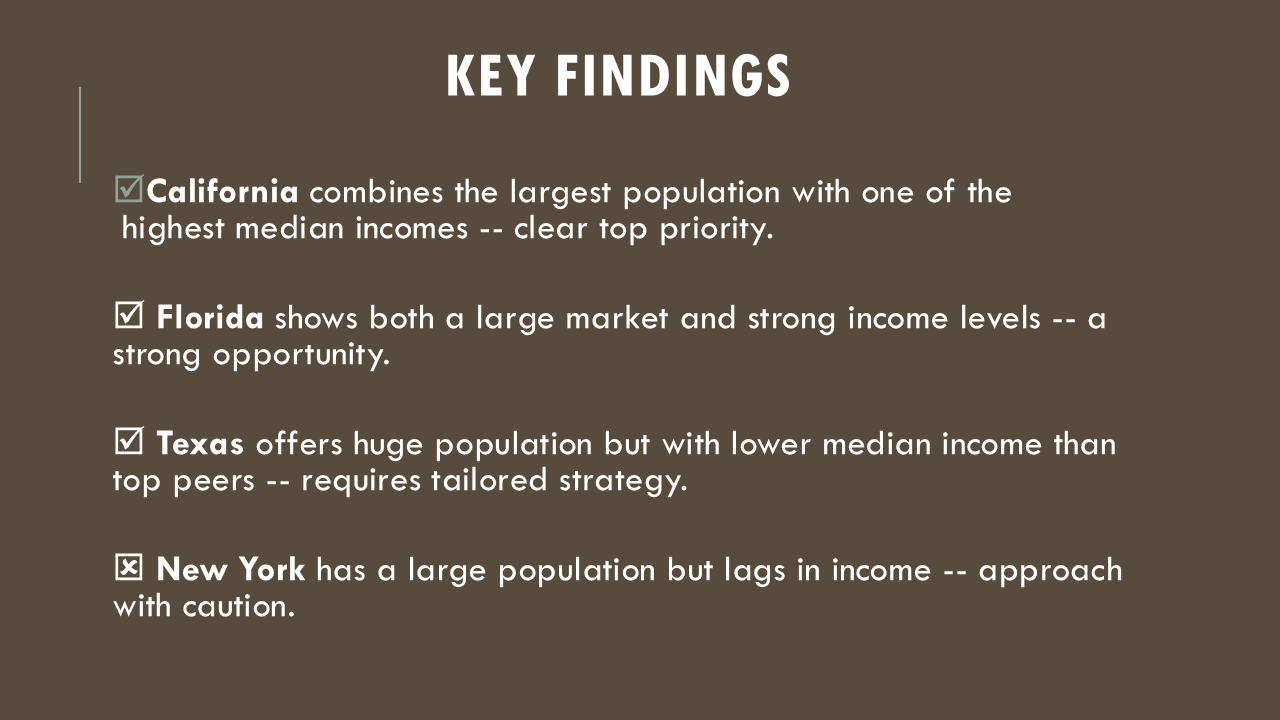 KEY FINDINGS
☑California combines the largest population with one of the
highest median incomes -- clear top priority.
☑ Florida shows both a large market and strong income levels -- a
strong opportunity.
☑ Texas offers huge population but with lower median income than
top peers -- requires tailored strategy.
☒ New York has a large population but lags in income -- approach
with caution.